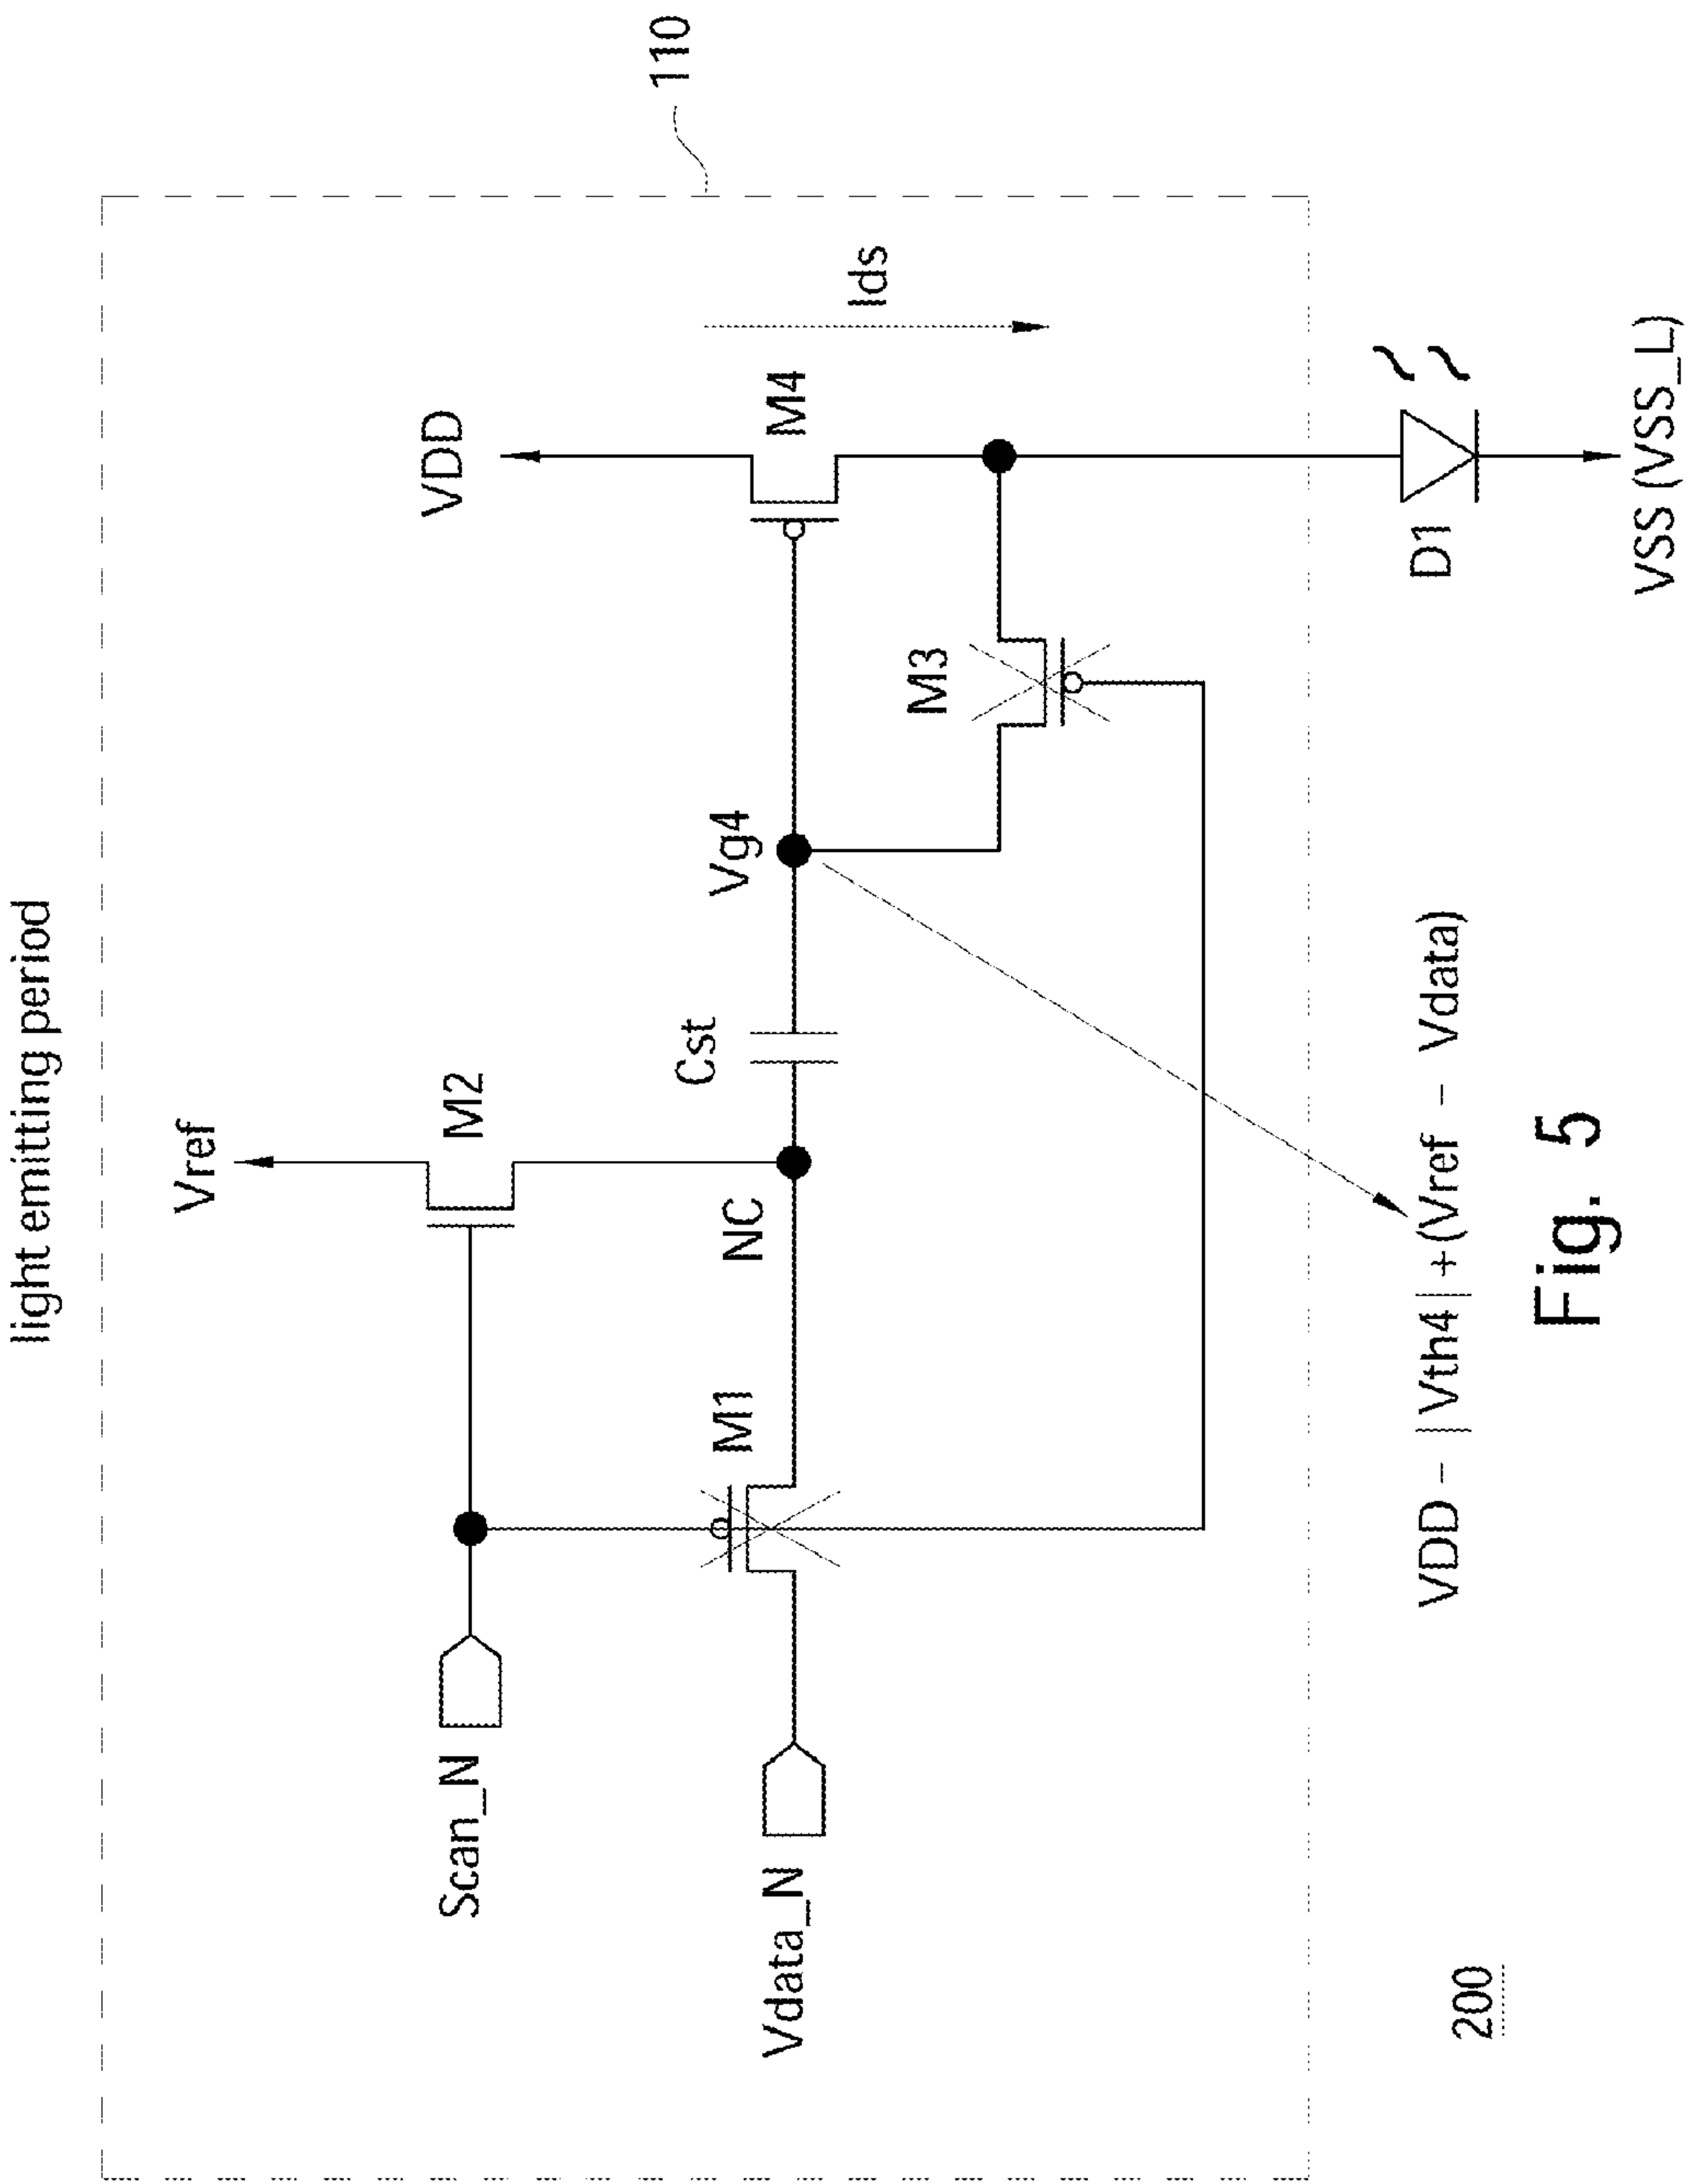 light emitting period
110
Vref
VDD
Scan_N
M2
M4
Ids
M1
NC
Cst
Vg4
Vdata_N
M3
D1
VDD - |Vth4| +(Vref - Vdata)
VSS (VSS_L)
200
Fig. 5